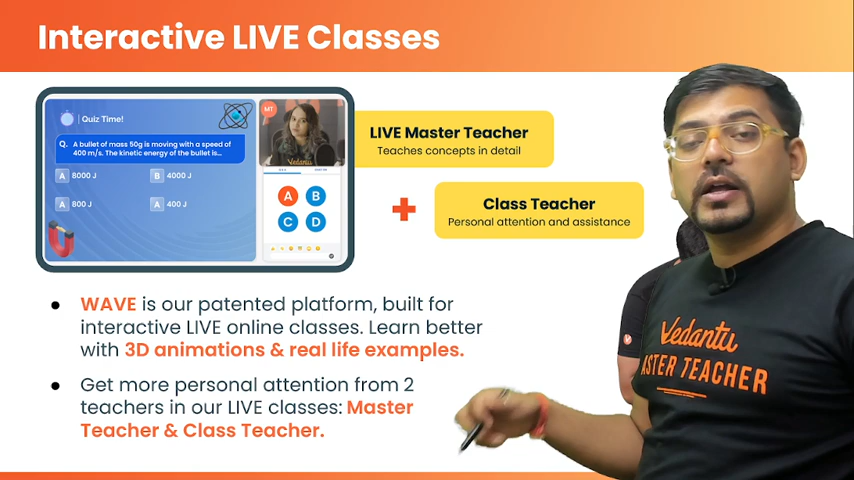 Interactive LIVE Classes
Quiz Time!
Q. A bullet of mass 50g is moving with a speed of
400 m/s. The kinetic energy of the bullet is...
A 8000 J
B 4000 J
A 800 J
A 400 J
MT
Vedantu
A B
C D
LIVE Master Teacher
Teaches concepts in detail
+
Class Teacher
Personal attention and assistance
● WAVE is our patented platform, built for
interactive LIVE online classes. Learn better
with 3D animations & real life examples.
● Get more personal attention from 2
teachers in our LIVE classes: Master
Teacher & Class Teacher.
Vedantu
ASTER TEACHER